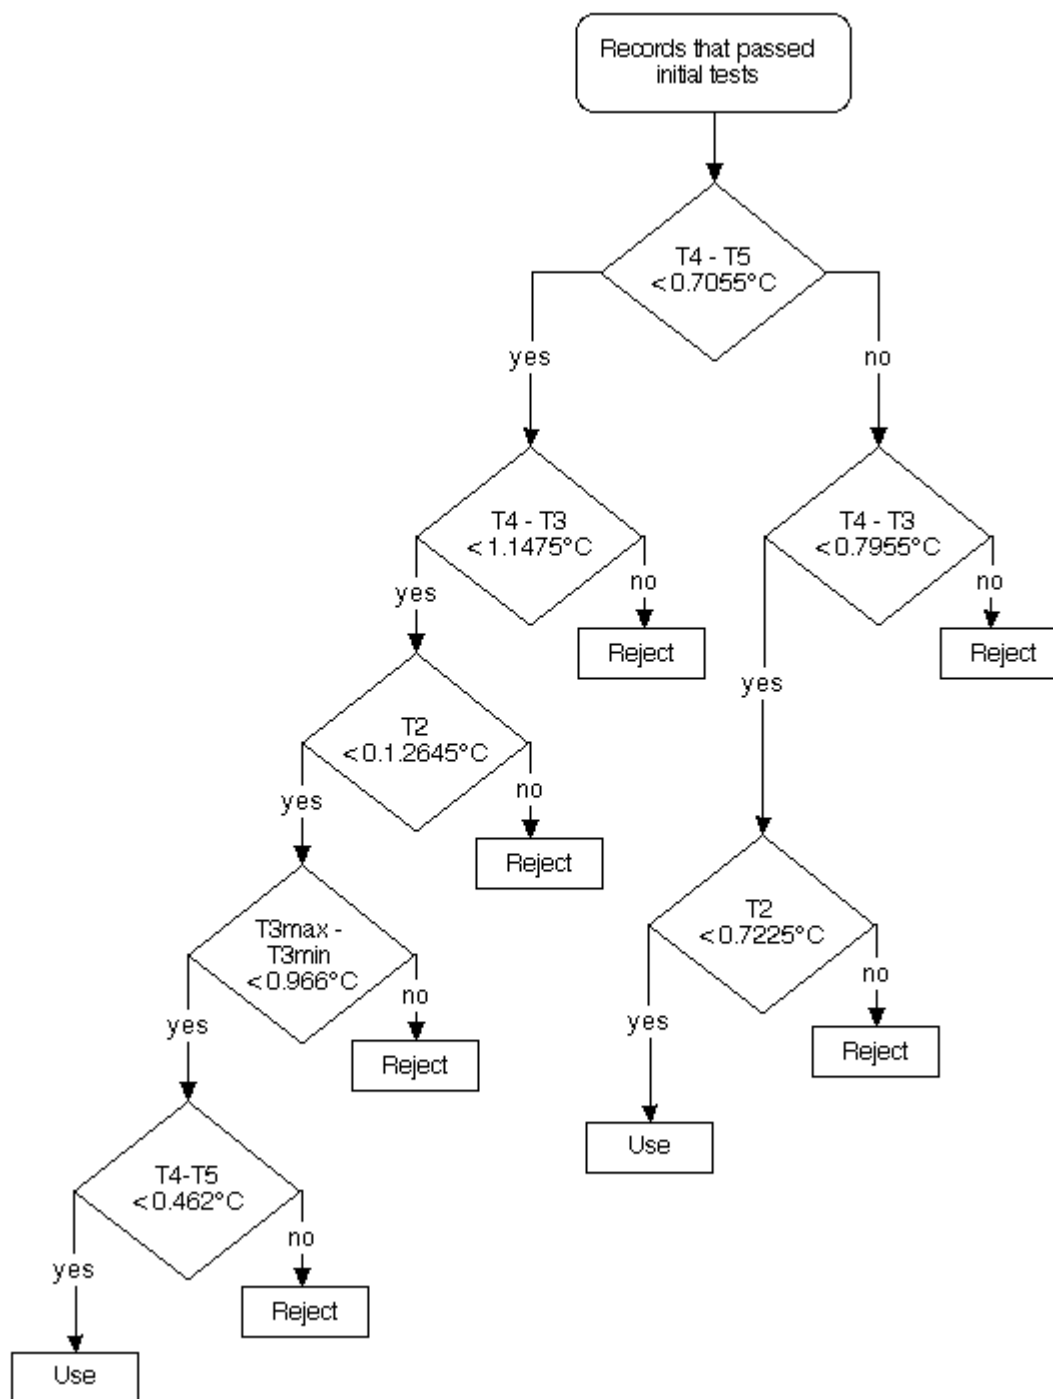 Records that passed
initial tests
T4 - T5
<0.7055°C
yes
no
T4 - T3
<1.1475°C
T4 - T3
<0.7955°C
yes
no
no
Reject
Reject
yes
T2
<0.1.2645°C
yes
no
Reject
T2
<0.7225°C
T3max -
T3min
<0.966°C
no
yes
no
yes
Reject
Reject
Use
T4-T5
<0.462°C
no
yes
Reject
Use